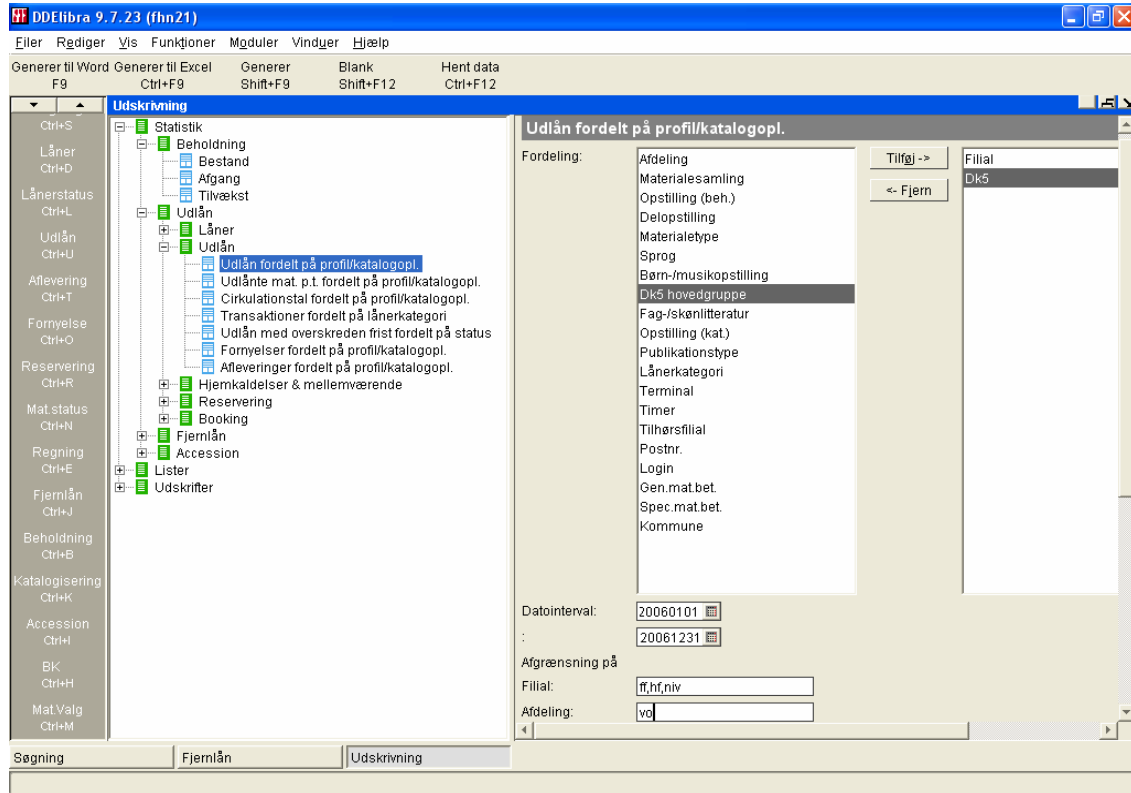 DDElibra 9.7.23 (fhn21)
Filer Rediger Vis Funktioner Moduler Vinduer Hjælp
Generer til Word Generer til Excel Generer Blank Hent data
F9 Ctrl+F9 Shift+F9 Shift+F12 Ctrl+F12
Udskrivning
Ctrl+S
Låner
Ctrl+D
Lånerstatus
Ctrl+L
Udlån
Ctrl+U
Aflevering
Ctrl+T
Fornyelse
Ctrl+O
Reservering
Ctrl+R
Mat.status
Ctrl+N
Regning
Ctrl+E
Fjernlån
Ctrl+J
Beholdning
Ctrl+B
Katalogisering
Ctrl+K
Accession
Ctrl+I
BK
Ctrl+H
Mat.Valg
Ctrl+M
Statistik
Beholdning
Bestand
Afgang
Tilvækst
Udlån
Låner
Udlån
Udlån fordelt på profil/katalogopl.
Udlånte mat. p.t. fordelt på profil/katalogopl.
Cirkulationstal fordelt på profil/katalogopl.
Transaktioner fordelt på lånerkategori
Udlån med overskreden frist fordelt på status
Fornyelser fordelt på profil/katalogopl.
Afleveringer fordelt på profil/katalogopl.
Hjemkaldelser & mellemværende
Reservering
Booking
Fjernlån
Accession
Lister
Udskrifter
Udlån fordelt på profil/katalogopl.
Fordeling:
Afdeling
Materialesamling
Opstilling (beh.)
Delopstilling
Materialetype
Sprog
Børn-/musikopstilling
Dk5 hovedgruppe
Fag-/skønlitteratur
Opstilling (kat.)
Publikationstype
Lånerkategori
Terminal
Timer
Tilhørsfilial
Postnr.
Login
Gen.mat.bet.
Spec.mat.bet.
Kommune
Tilføj ->
<- Fjern
Filial
Dk5
Datointerval: 20060101
: 20061231
Afgrænsning på
Filial: ff,hf,niv
Afdeling: vo
Søgning Fjernlån Udskrivning